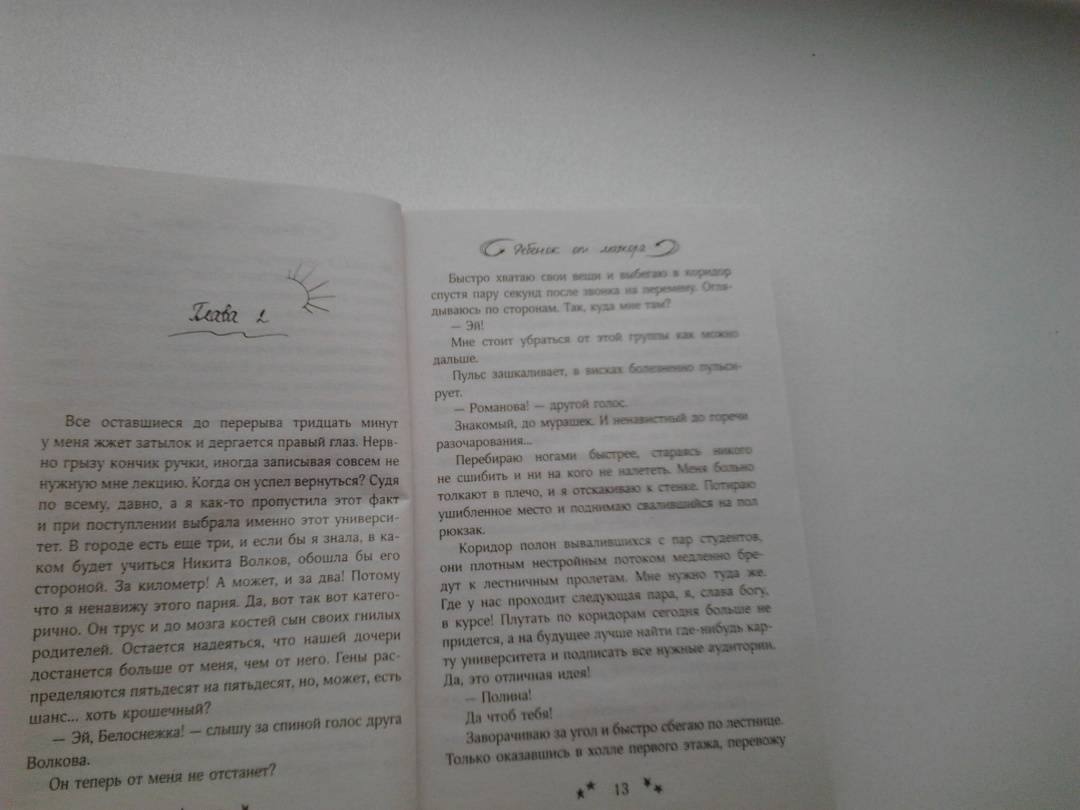 Глава 2
Все оставшиеся до перерыва тридцать минут
у меня жжет затылок и дергается правый глаз. Нерв-
но грызу кончик ручки, иногда записывая совсем не
нужную мне лекцию. Когда он успел вернуться? Судя
по всему, давно, а я как-то пропустила этот факт
и при поступлении выбрала именно этот универси-
тет. В городе есть еще три, и если бы я знала, в ка-
ком будет учиться Никита Волков, обошла бы его
стороной. За километр! А может, и за два! Потому
что я ненавижу этого парня. Да, вот так вот катего-
рично. Он трус и до мозга костей сын своих гнилых
родителей. Остается надеяться, что нашей дочери
достанется больше от меня, чем от него. Гены рас-
пределяются пятьдесят на пятьдесят, но, может, есть
шанс... хоть крошечный?
— Эй, Белоснежка! — слышу за спиной голос друга
Волкова.
Он теперь от меня не отстанет?
Ребенок от мажора
Быстро хватаю свои вещи и выбегаю в коридор
спустя пару секунд после звонка на перемену. Огля-
дываюсь по сторонам. Так, куда мне там?
— Эй!
Мне стоит убраться от этой группы как можно
дальше.
Пульс зашкаливает, в висках болезненно пульси-
рует.
— Романова! — другой голос.
Знакомый, до мурашек. И ненавистный до горечи
разочарования...
Перебираю ногами быстрее, стараясь никого
не сшибить и ни на кого не налететь. Меня больно
толкают в плечо, и я отскакиваю к стенке. Потираю
ушибленное место и поднимаю свалившийся на пол
рюкзак.
Коридор полон вывалившихся с пар студентов,
они плотным нестройным потоком медленно бре-
дут к лестничным пролетам. Мне нужно туда же.
Где у нас проходит следующая пара, я, слава богу,
в курсе! Плутать по коридорам сегодня больше не
придется, а на будущее лучше найти где-нибудь кар-
ту университета и подписать все нужные аудитории.
Да, это отличная идея!
— Полина!
Да чтоб тебя!
Заворачиваю за угол и быстро сбегаю по лестнице.
Только оказавшись в холле первого этажа, перевожу
13